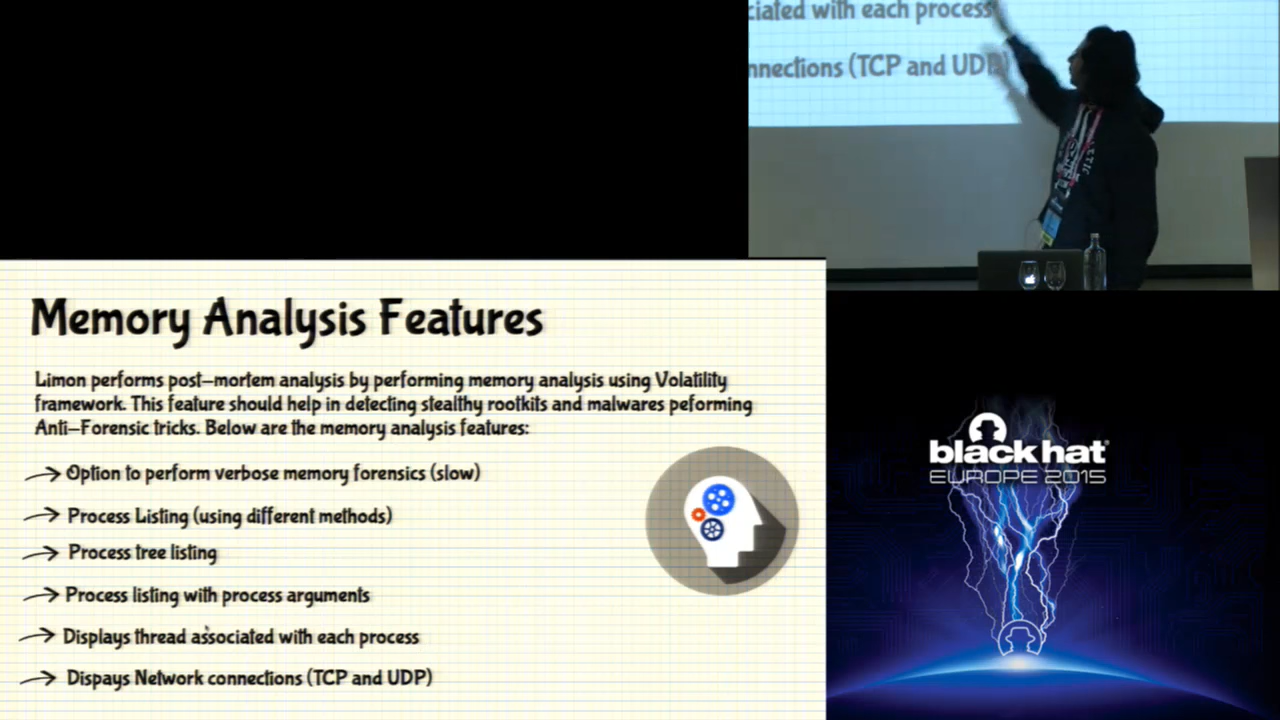 ciated with each process
nnections (TCP and UDP)
Memory Analysis Features
Limon performs post-mortem analysis by performing memory analysis using Volatility
framework. This feature should help in detecting stealthy rootkits and malwares peforming
Anti-Forensic tricks. Below are the memory analysis features:
Option to perform verbose memory forensics (slow)
Process Listing (using different methods)
Process tree listing
Process listing with process arguments
Displays thread associated with each process
Dispays Network connections (TCP and UDP)
black hat
EUROPE 2015